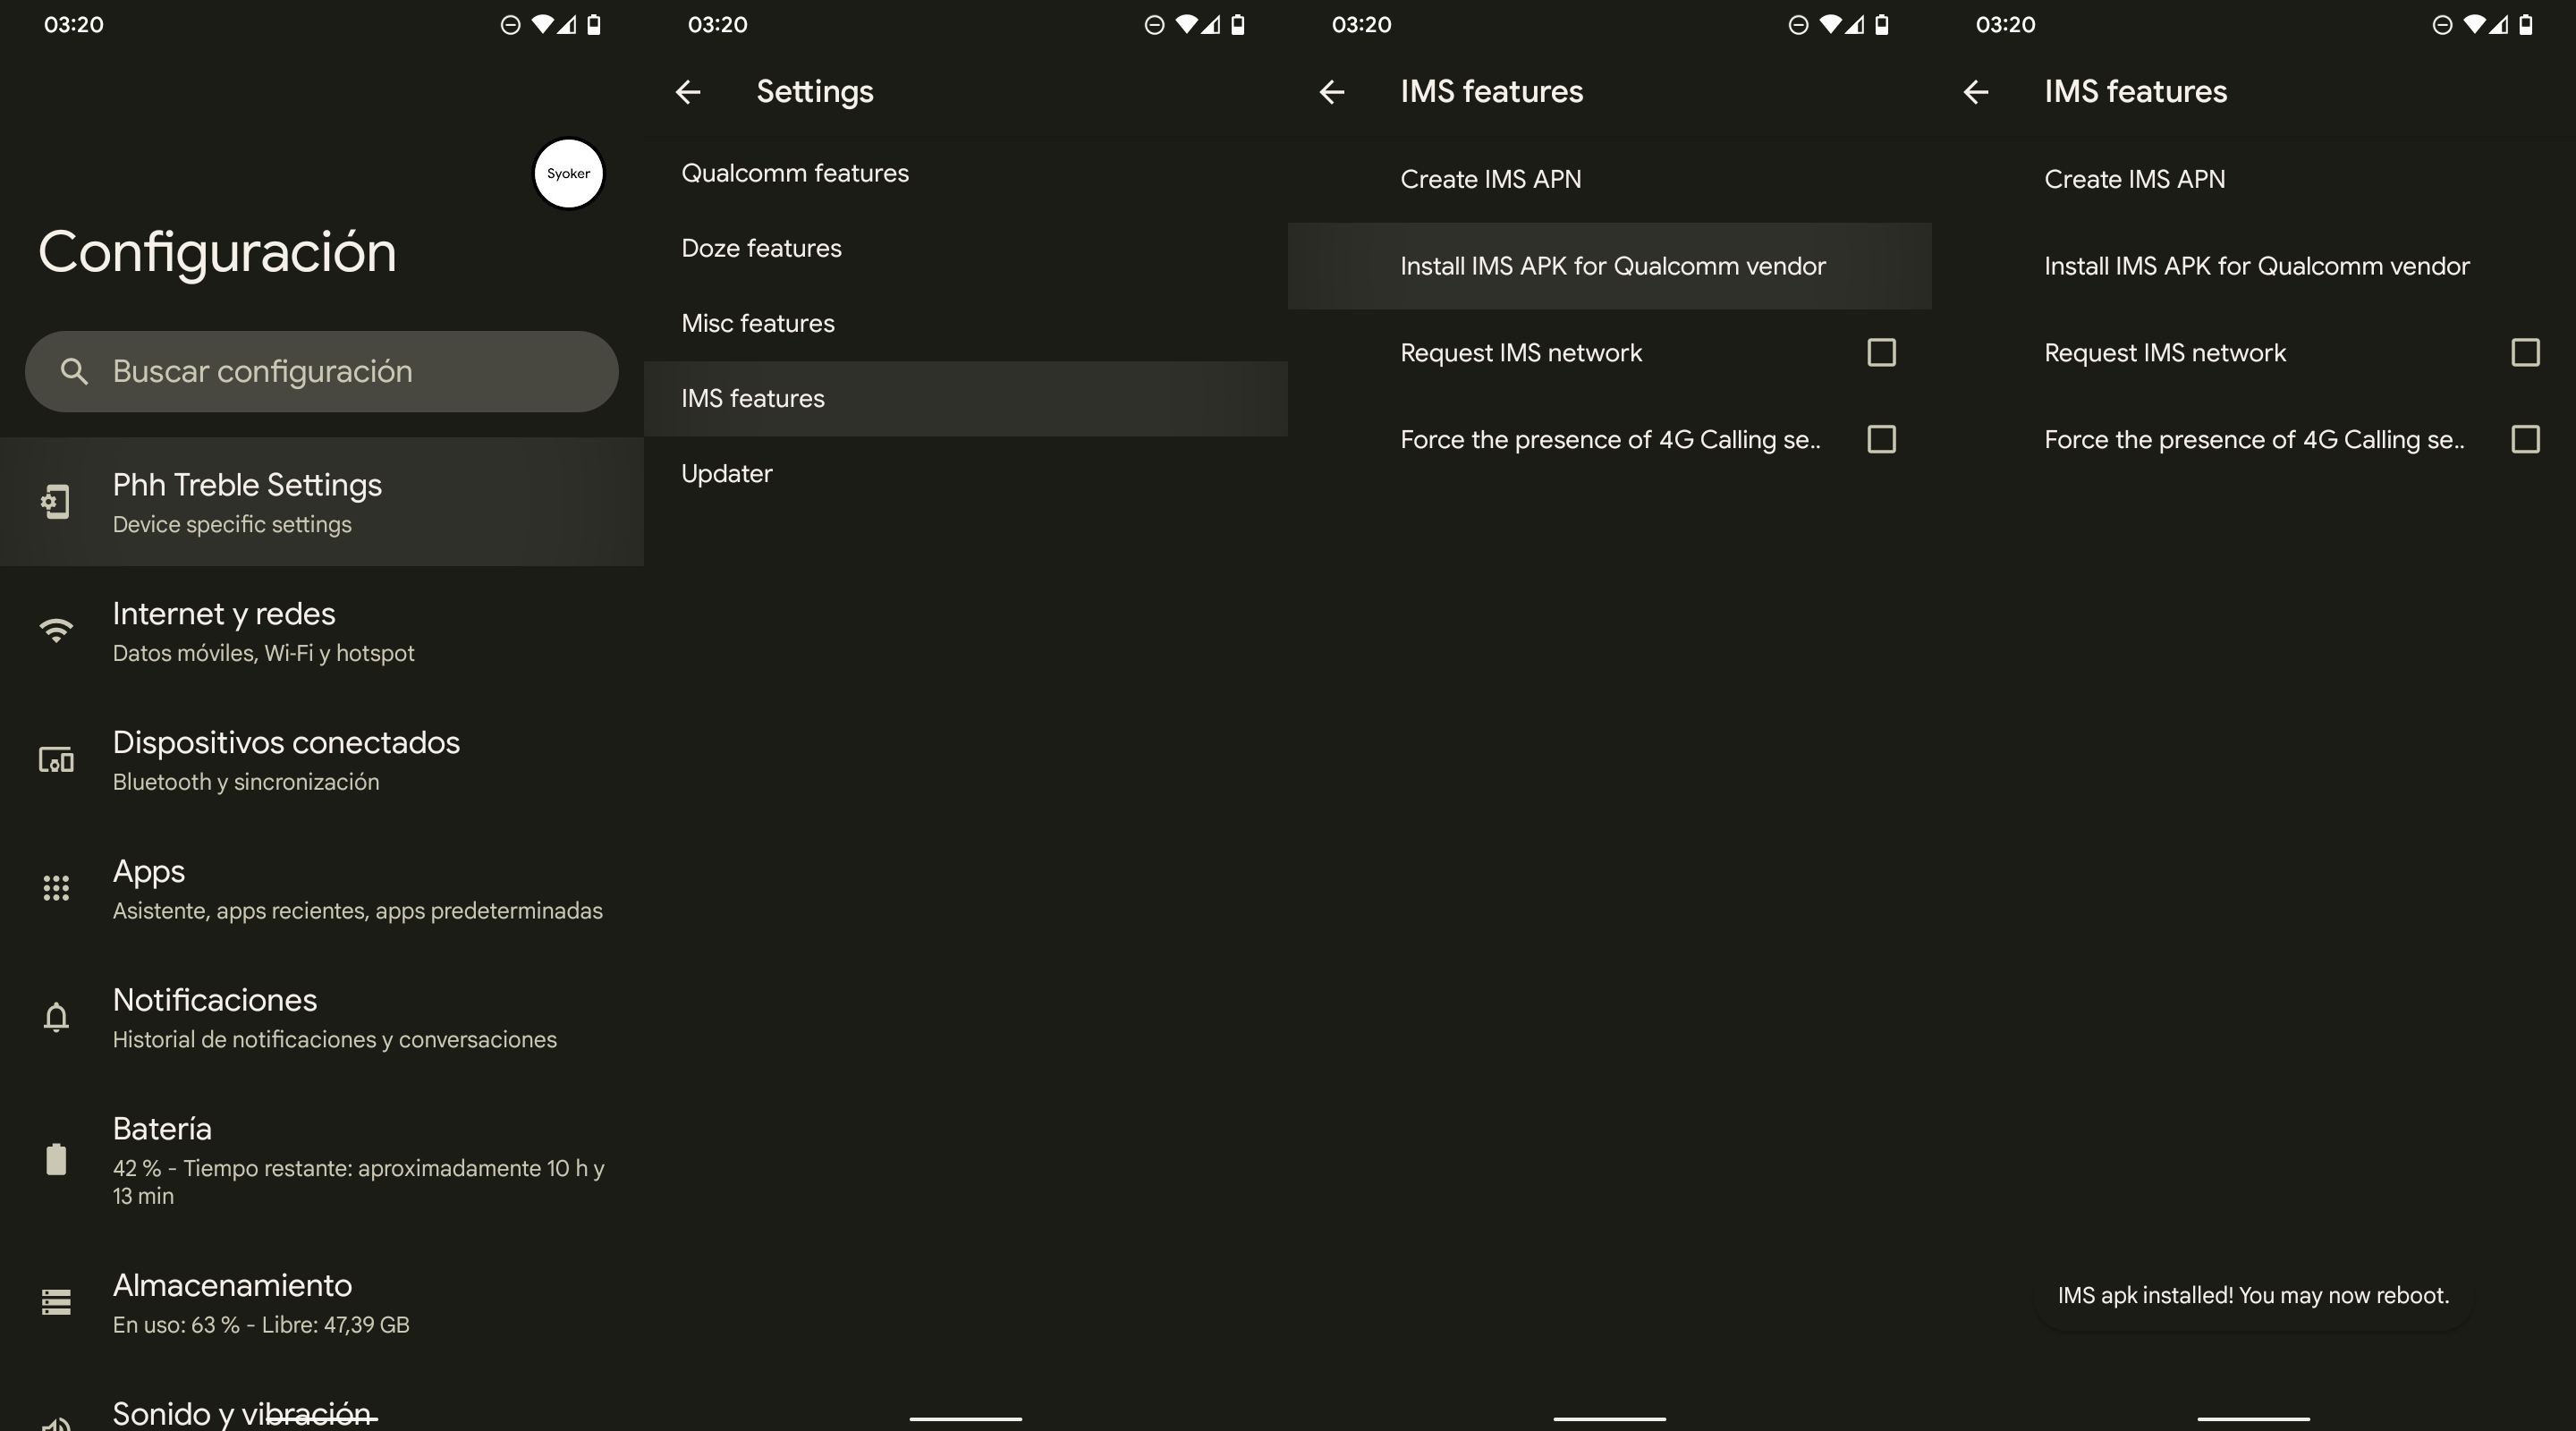 03:20
Syoker
Configuración
Buscar configuración
Phh Treble Settings
Device specific settings
Internet y redes
Datos móviles, Wi-Fi y hotspot
Dispositivos conectados
Bluetooth y sincronización
Apps
Asistente, apps recientes, apps predeterminadas
Notificaciones
Historial de notificaciones y conversaciones
Batería
42 % - Tiempo restante: aproximadamente 10 h y
13 min
Almacenamiento
En uso: 63 % - Libre: 47,39 GB
Sonido y vibración
03:20
Settings
Qualcomm features
Doze features
Misc features
IMS features
Updater
03:20
IMS features
Create IMS APN
Install IMS APK for Qualcomm vendor
Request IMS network
Force the presence of 4G Calling se..
03:20
IMS features
Create IMS APN
Install IMS APK for Qualcomm vendor
Request IMS network
Force the presence of 4G Calling se..
IMS apk installed! You may now reboot.